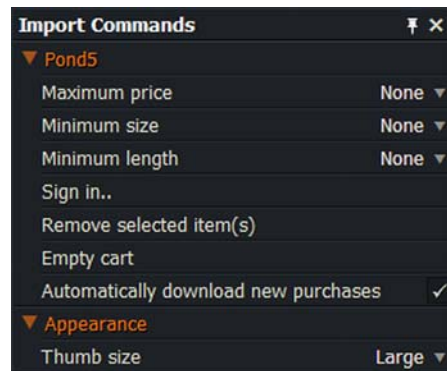 Import Commands
Pond5
Maximum price None
Minimum size None
Minimum length None
Sign in..
Remove selected item(s)
Empty cart
Automatically download new purchases
Appearance
Thumb size Large